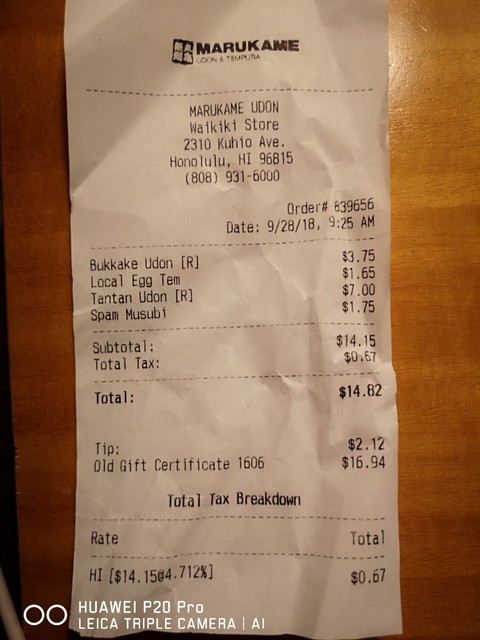 MARUKAME
UDON & TEMPURA
MARUKAME UDON
Waikiki Store
2310 Kuhio Ave.
Honolulu, HI 96815
(808) 931-6000
Order# 839656
Date: 9/28/18, 9:25 AM
Bukkake Udon [R] $3.75
Local Egg Tem $1.65
Tantan Udon [R] $7.00
Spam Musubi $1.75
Subtotal: $14.15
Total Tax: $0.67
Total: $14.82
Tip: $2.12
Old Gift Certificate 1606 $16.94
Total Tax Breakdown
Rate Total
HI [$14.15@4.712%] $0.67
HUAWEI P20 Pro
LEICA TRIPLE CAMERA | AI